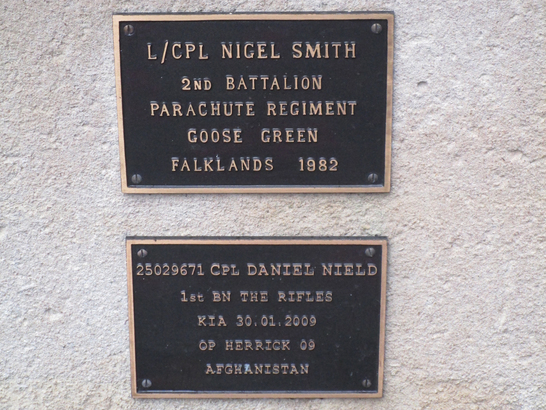 L/CPL NIGEL SMITH
2ND BATTALION
PARACHUTE REGIMENT
GOOSE GREEN
FALKLANDS 1982
25029671 CPL DANIEL NIELD
1st BN THE RIFLES
KIA 30.01.2009
OP HERRICK 09
AFGHANISTAN